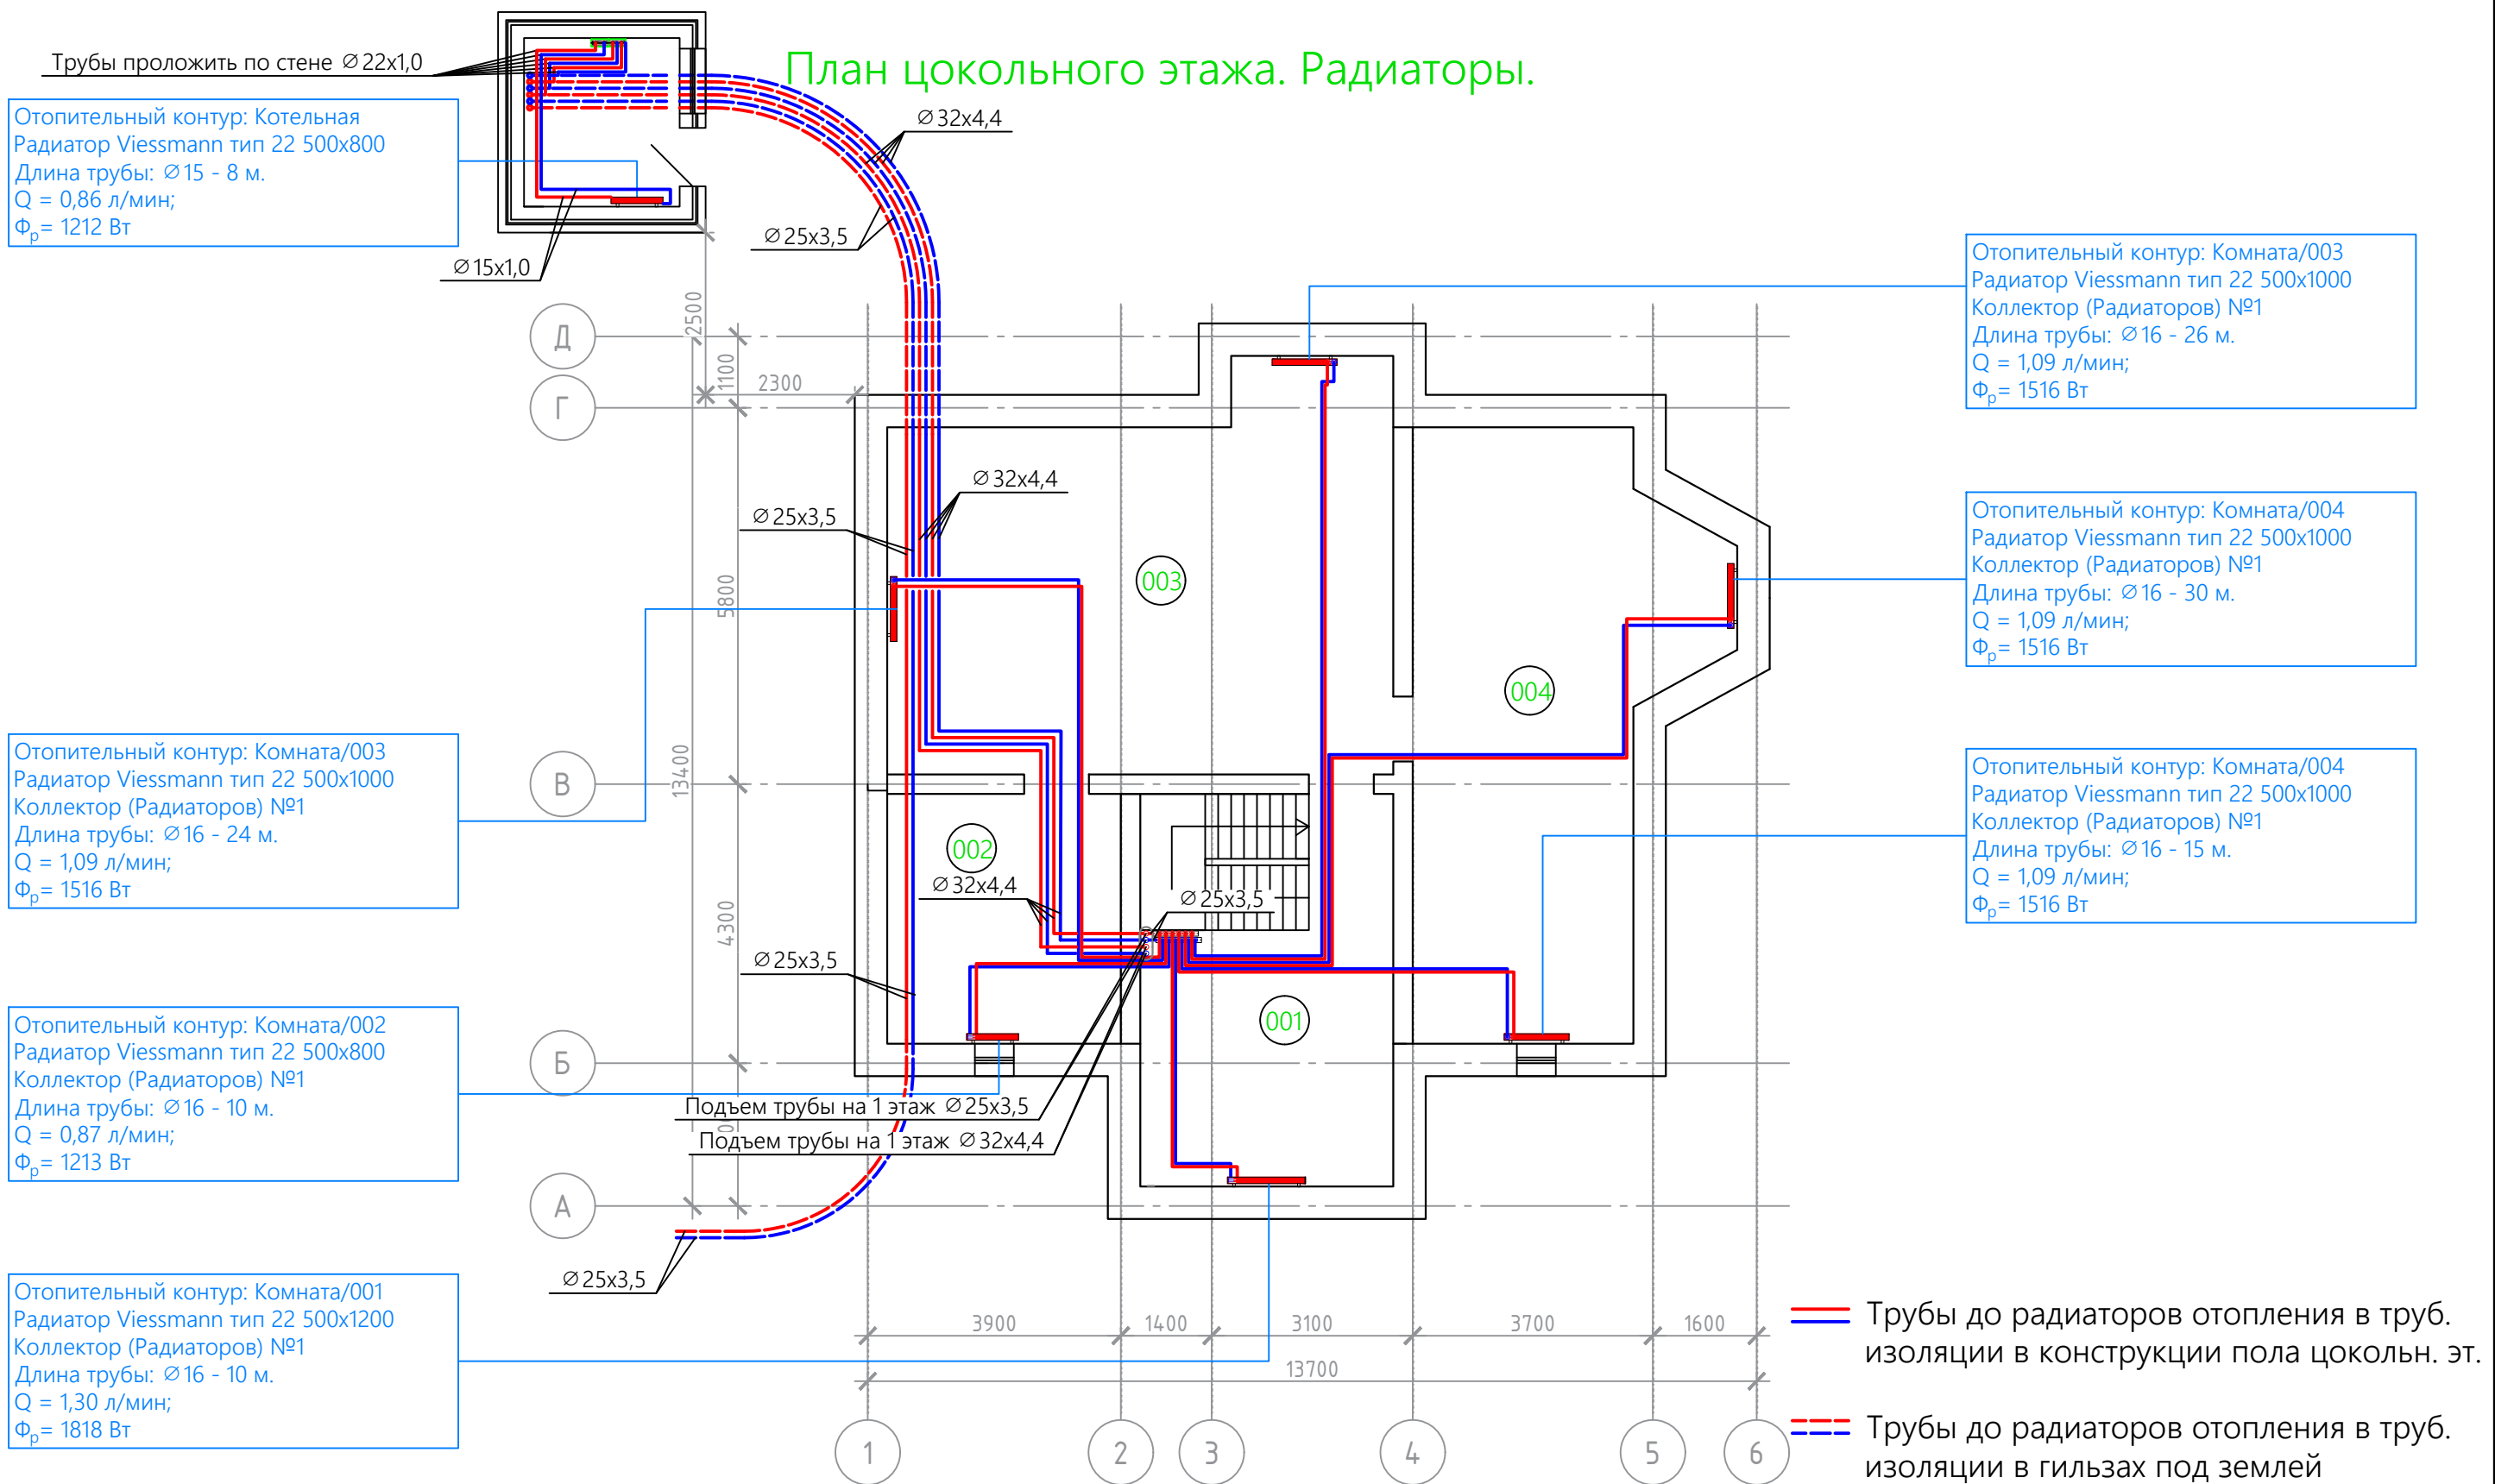 План цокольного этажа. Радиаторы.
Трубы проложить по стене ∅22x1,0
Отопительный контур: Котельная
Радиатор Viessmann тип 22 500x800
Длина трубы: ∅15 - 8 м.
Q = 0,86 л/мин;
Фр= 1212 Вт
∅15x1,0
∅32x4,4
∅25x3,5
Отопительный контур: Комната/003
Радиатор Viessmann тип 22 500x1000
Коллектор (Радиаторов) №1
Длина трубы: ∅16 - 26 м.
Q = 1,09 л/мин;
Фр= 1516 Вт
2500
1100
2300
Д
Г
∅32x4,4
∅25x3,5
003
5800
Отопительный контур: Комната/004
Радиатор Viessmann тип 22 500x1000
Коллектор (Радиаторов) №1
Длина трубы: ∅16 - 30 м.
Q = 1,09 л/мин;
Фр= 1516 Вт
004
Отопительный контур: Комната/003
Радиатор Viessmann тип 22 500x1000
Коллектор (Радиаторов) №1
Длина трубы: ∅16 - 24 м.
Q = 1,09 л/мин;
Фр= 1516 Вт
13400
В
002
∅32x4,4
∅25x3,5
4300
∅25x3,5
Отопительный контур: Комната/004
Радиатор Viessmann тип 22 500x1000
Коллектор (Радиаторов) №1
Длина трубы: ∅16 - 15 м.
Q = 1,09 л/мин;
Фр= 1516 Вт
Отопительный контур: Комната/002
Радиатор Viessmann тип 22 500x800
Коллектор (Радиаторов) №1
Длина трубы: ∅16 - 10 м.
Q = 0,87 л/мин;
Фр= 1213 Вт
001
Б
Подъем трубы на 1 этаж ∅25x3,5
Подъем трубы на 1 этаж ∅32x4,4
А
∅25x3,5
Отопительный контур: Комната/001
Радиатор Viessmann тип 22 500x1200
Коллектор (Радиаторов) №1
Длина трубы: ∅16 - 10 м.
Q = 1,30 л/мин;
Фр= 1818 Вт
3900
1400
3100
3700
1600
13700
1
2
3
4
5
6
Трубы до радиаторов отопления в труб.
изоляции в конструкции пола цокольн. эт.
Трубы до радиаторов отопления в труб.
изоляции в гильзах под землей